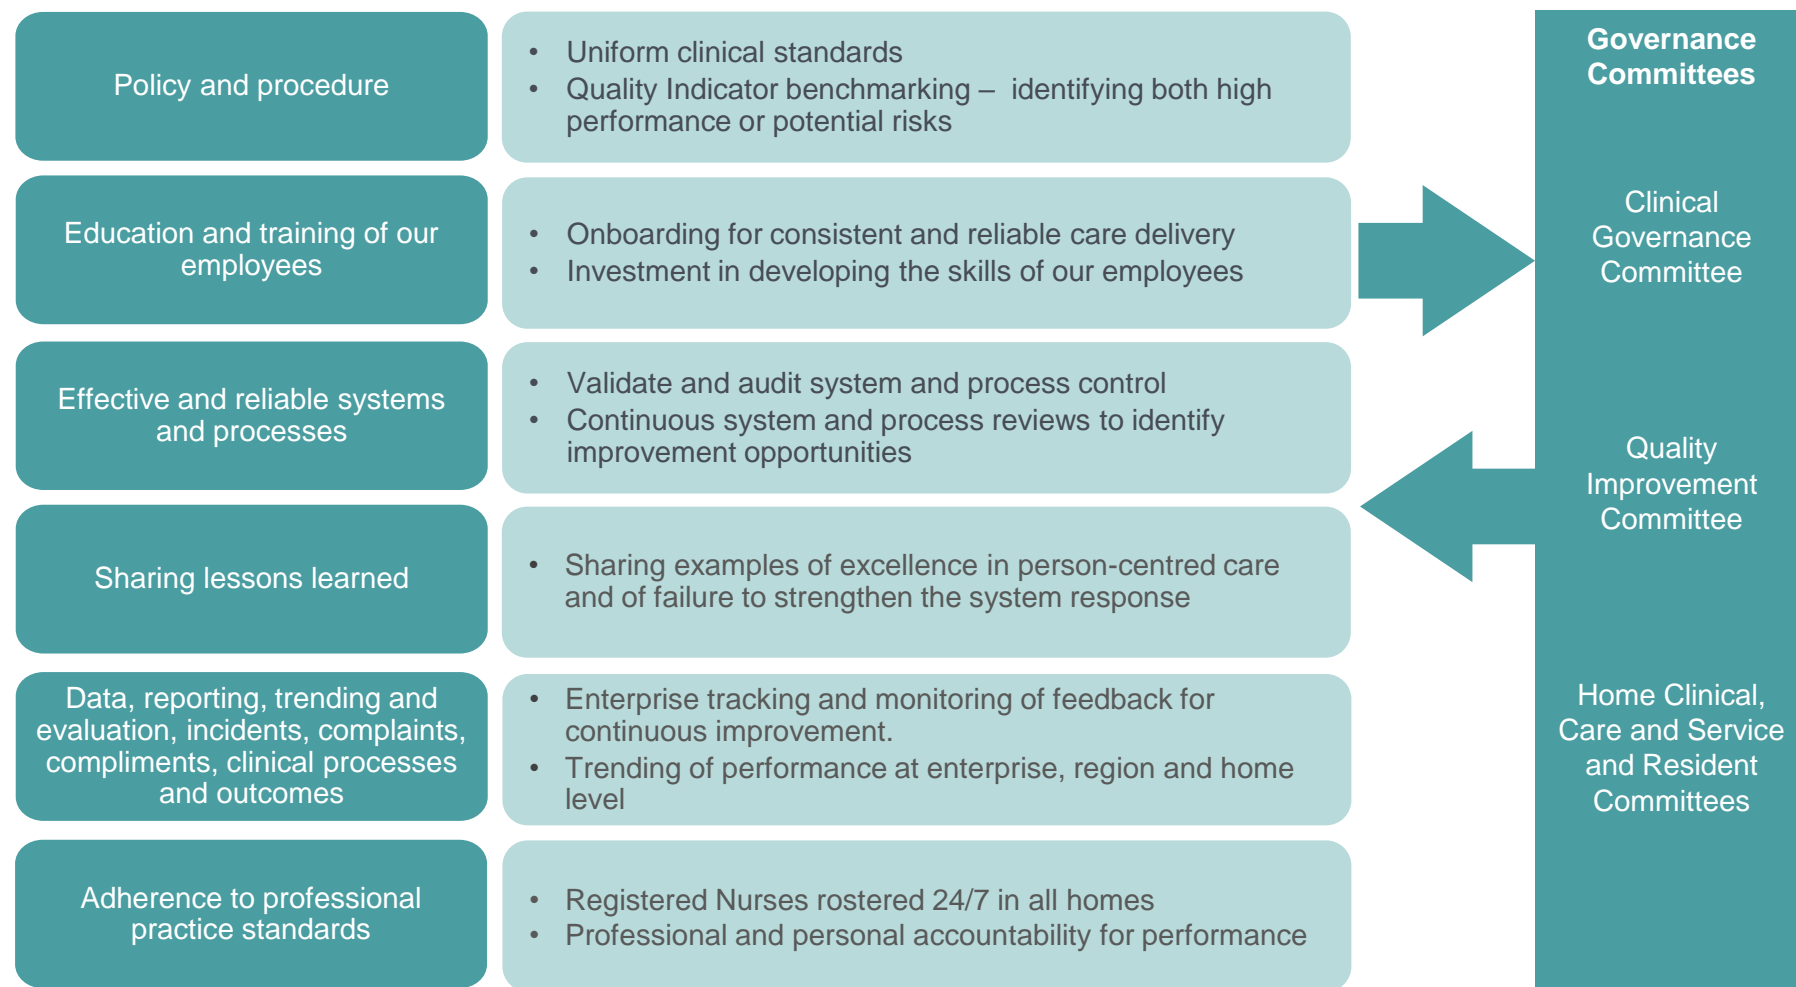 Policy and procedure
• Uniform clinical standards
• Quality Indicator benchmarking – identifying both high
performance or potential risks
Education and training of our
employees
• Onboarding for consistent and reliable care delivery
• Investment in developing the skills of our employees
Effective and reliable systems
and processes
• Validate and audit system and process control
• Continuous system and process reviews to identify
improvement opportunities
Sharing lessons learned
• Sharing examples of excellence in person-centred care
and of failure to strengthen the system response
Data, reporting, trending and
evaluation, incidents, complaints,
compliments, clinical processes
and outcomes
• Enterprise tracking and monitoring of feedback for
continuous improvement.
• Trending of performance at enterprise, region and home
level
Adherence to professional
practice standards
• Registered Nurses rostered 24/7 in all homes
• Professional and personal accountability for performance
Governance
Committees
Clinical
Governance
Committee
Quality
Improvement
Committee
Home Clinical,
Care and Service
and Resident
Committees